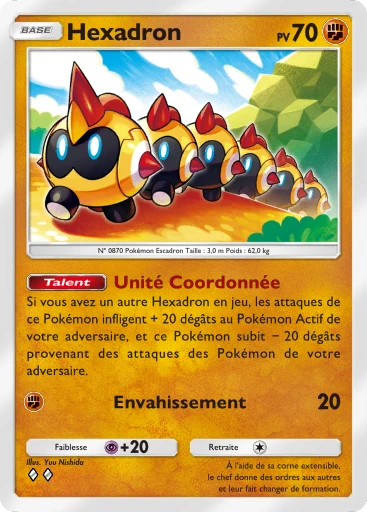 BASE
Hexadron
PV 70
N° 0870 Pokémon Escadron Taille : 3,0 m Poids : 62,0 kg
Talent Unité Coordonnée
Si vous avez un autre Hexadron en jeu, les attaques de
ce Pokémon infligent + 20 dégâts au Pokémon Actif de
votre adversaire, et ce Pokémon subit − 20 dégâts
provenant des attaques des Pokémon de votre
adversaire.
Envahissement 20
Faiblesse +20
Retraite
Illus. Yuu Nishida
À l'aide de sa corne extensible,
le chef donne des ordres aux autres
et leur fait changer de formation.